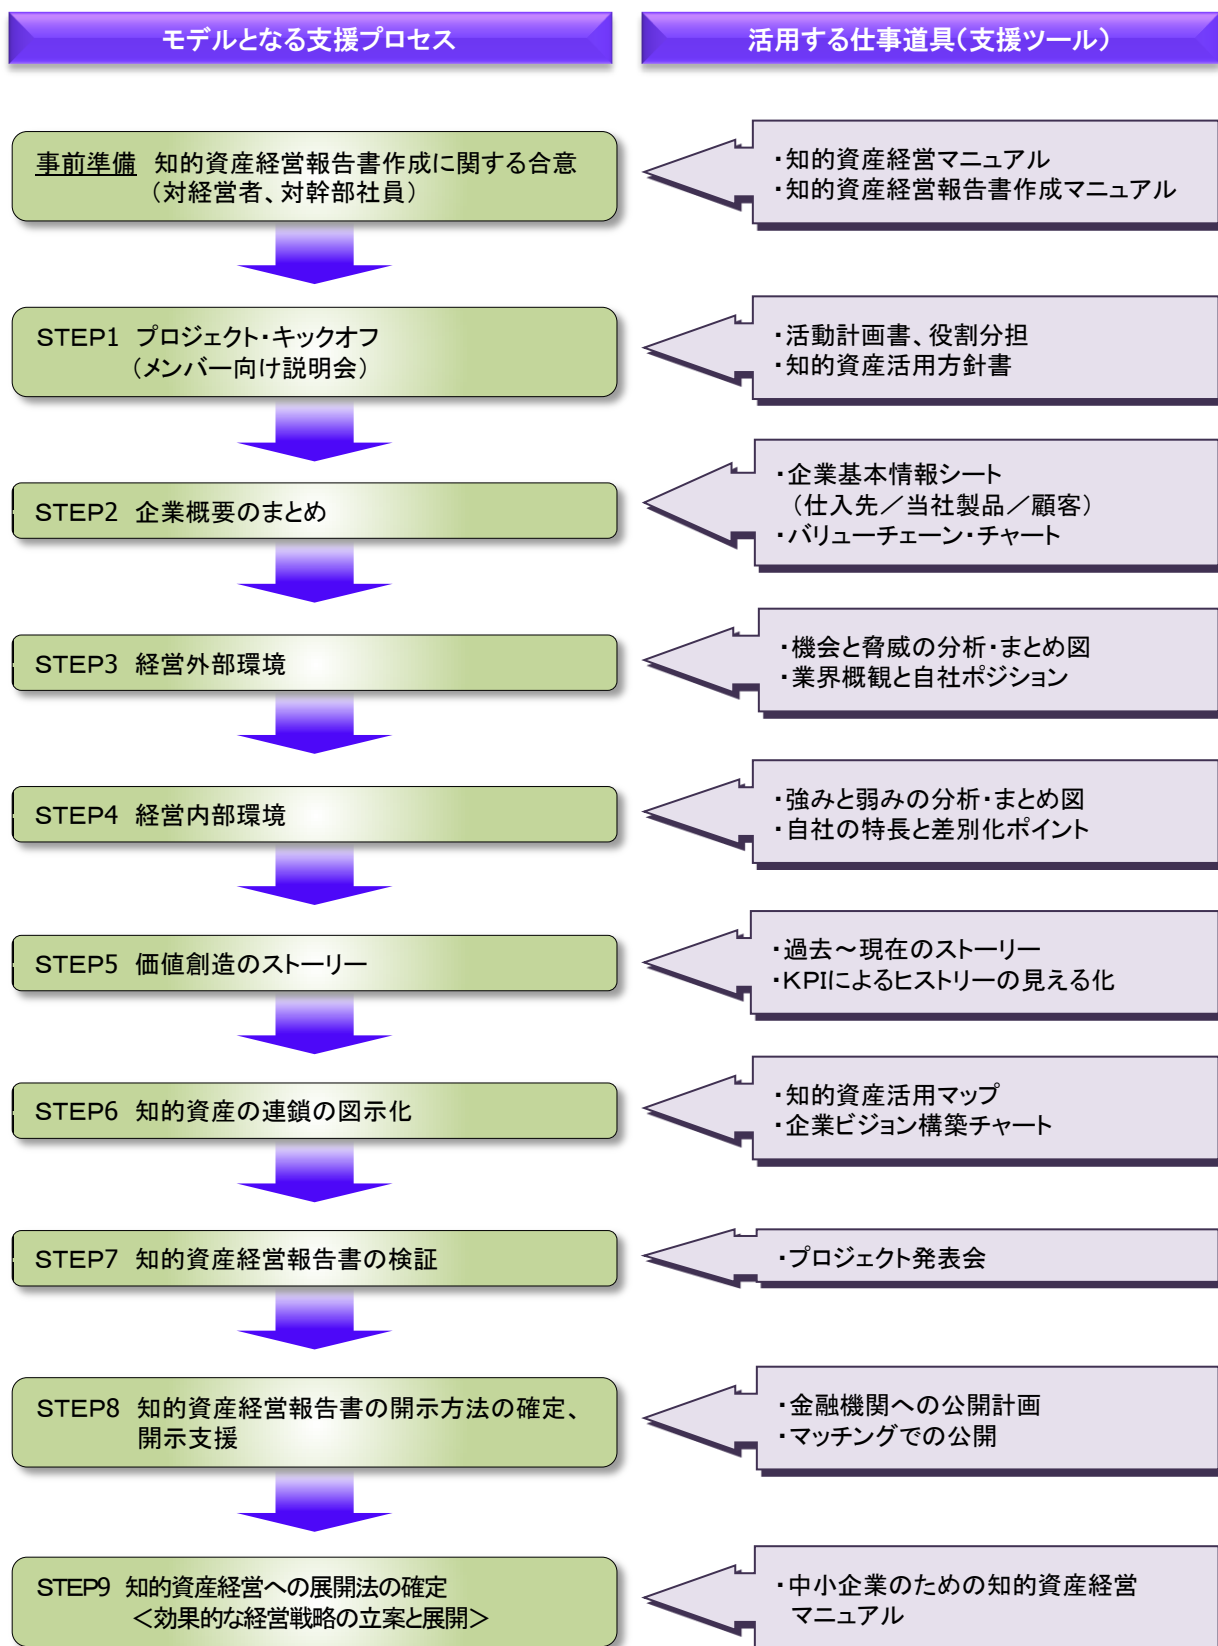 モデルとなる支援プロセス
活用する仕事道具（支援ツール）
事前準備 知的資産経営報告書作成に関する合意
（対経営者、対幹部社員）
・知的資産経営マニュアル
・知的資産経営報告書作成マニュアル
STEP1 プロジェクト・キックオフ
（メンバー向け説明会）
・活動計画書、役割分担
・知的資産活用方針書
STEP2 企業概要のまとめ
・企業基本情報シート
（仕入先／当社製品／顧客）
・バリューチェーン・チャート
STEP3 経営外部環境
・機会と脅威の分析・まとめ図
・業界概観と自社ポジション
STEP4 経営内部環境
・強みと弱みの分析・まとめ図
・自社の特長と差別化ポイント
STEP5 価値創造のストーリー
・過去～現在のストーリー
・KPIによるヒストリーの見える化
STEP6 知的資産の連鎖の図示化
・知的資産活用マップ
・企業ビジョン構築チャート
STEP7 知的資産経営報告書の検証
・プロジェクト発表会
STEP8 知的資産経営報告書の開示方法の確定、
開示支援
・金融機関への公開計画
・マッチングでの公開
STEP9 知的資産経営への展開法の確定
＜効果的な経営戦略の立案と展開＞
・中小企業のための知的資産経営
マニュアル